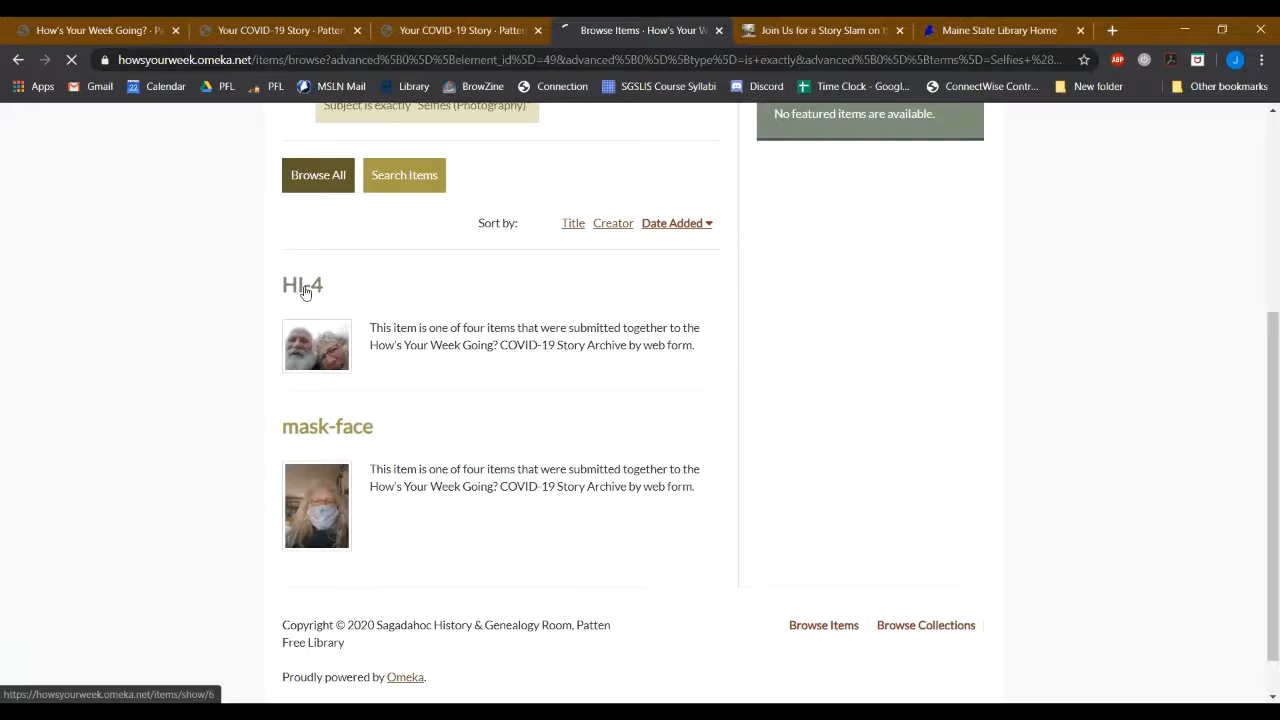 How's Your Week Going? · Pa
Your COVID-19 Story · Patten
Your COVID-19 Story · Patten
Browse Items · How's Your W
Join Us for a Story Slam on t
Maine State Library Home
howsyourweek.omeka.net/items/browse?advanced%5B0%5D%5Belement_id%5D=49&advanced%5B0%5D%5Btype%5D=is+exactly&advanced%5B0%5D%5Bterms%5D=Selfies+%28...
ABP
J
Apps
Gmail
22
Calendar
PFL
PFL
MSLN Mail
Library
BrowZine
Connection
SGSLIS Course Syllabi
Discord
Time Clock - Googl...
ConnectWise Contr...
New folder
Other bookmarks
Subject is exactly "Selfies (Photography)"
No featured items are available.
Browse All
Search Items
Sort by:
Title
Creator
Date Added
HI-4
This item is one of four items that were submitted together to the
How's Your Week Going? COVID-19 Story Archive by web form.
mask-face
This item is one of four items that were submitted together to the
How's Your Week Going? COVID-19 Story Archive by web form.
Copyright © 2020 Sagadahoc History & Genealogy Room, Patten
Free Library
Browse Items
Browse Collections
Proudly powered by Omeka.
https://howsyourweek.omeka.net/items/show/6